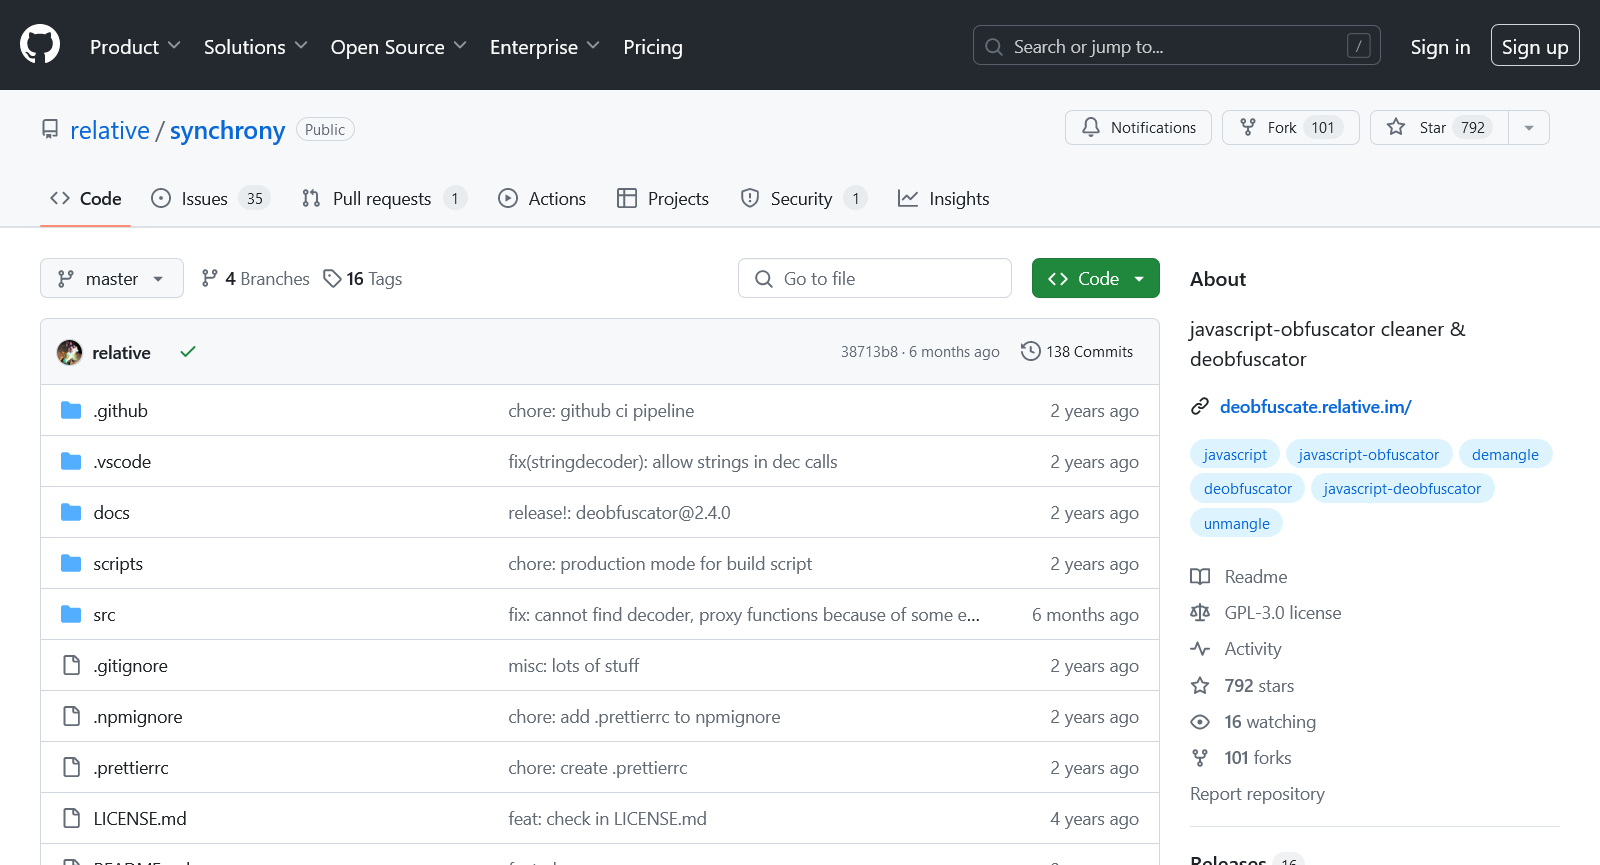 Product Solutions Open Source Enterprise Pricing Search or jump to... / Sign in Sign up
relative / synchrony Public Notifications Fork 101 Star 792
Code Issues 35 Pull requests 1 Actions Projects Security 1 Insights
master 4 Branches 16 Tags Go to file Code
relative 38713b8 · 6 months ago 138 Commits
.github chore: github ci pipeline 2 years ago
.vscode fix(stringdecoder): allow strings in dec calls 2 years ago
docs release!: deobfuscator@2.4.0 2 years ago
scripts chore: production mode for build script 2 years ago
src fix: cannot find decoder, proxy functions because of some e... 6 months ago
.gitignore misc: lots of stuff 2 years ago
.npmignore chore: add .prettierrc to npmignore 2 years ago
.prettierrc chore: create .prettierrc 2 years ago
LICENSE.md feat: check in LICENSE.md 4 years ago
About
javascript-obfuscator cleaner &
deobfuscator
deobfuscate.relative.im/
javascript javascript-obfuscator demangle
deobfuscator javascript-deobfuscator
unmangle
Readme
GPL-3.0 license
Activity
792 stars
16 watching
101 forks
Report repository
Releases 16